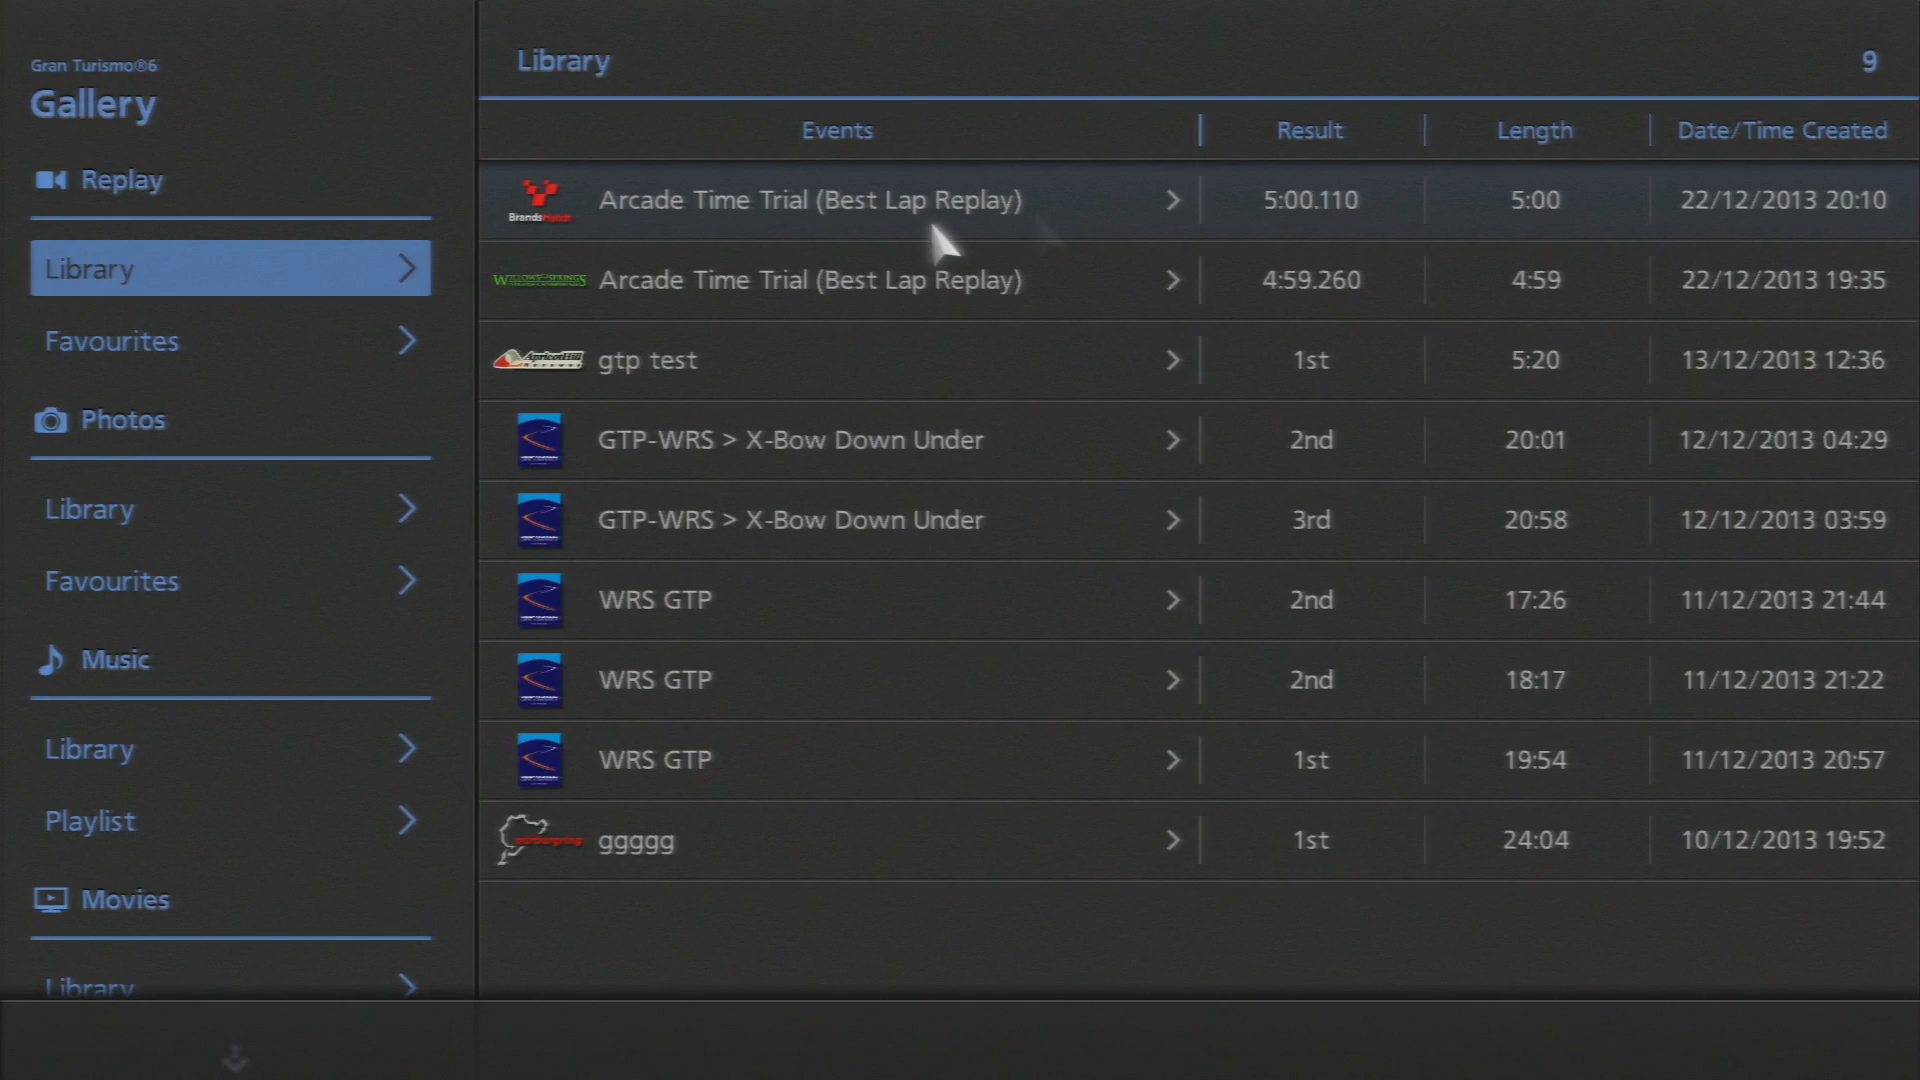 Gran Turismo®6
Gallery
Replay
Library
Favourites
Photos
Library
Favourites
Music
Library
Playlist
Movies
Library
Library 9
Events Result Length Date/Time Created
BrandsHatch Arcade Time Trial (Best Lap Replay) 5:00.110 5:00 22/12/2013 20:10
WILLOW SPRINGS Arcade Time Trial (Best Lap Replay) 4:59.260 4:59 22/12/2013 19:35
ApricotHill gtp test 1st 5:20 13/12/2013 12:36
GTP-WRS > X-Bow Down Under 2nd 20:01 12/12/2013 04:29
GTP-WRS > X-Bow Down Under 3rd 20:58 12/12/2013 03:59
WRS GTP 2nd 17:26 11/12/2013 21:44
WRS GTP 2nd 18:17 11/12/2013 21:22
WRS GTP 1st 19:54 11/12/2013 20:57
nürburgring ggggg 1st 24:04 10/12/2013 19:52